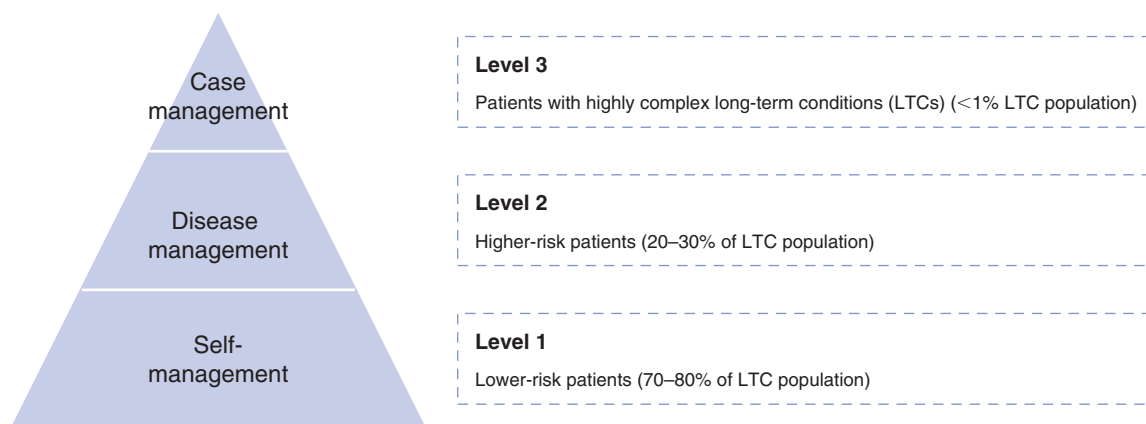 Case
management
Level 3
Patients with highly complex long-term conditions (LTCs) (<1% LTC population)
Disease
management
Level 2
Higher-risk patients (20–30% of LTC population)
Self-
management
Level 1
Lower-risk patients (70–80% of LTC population)